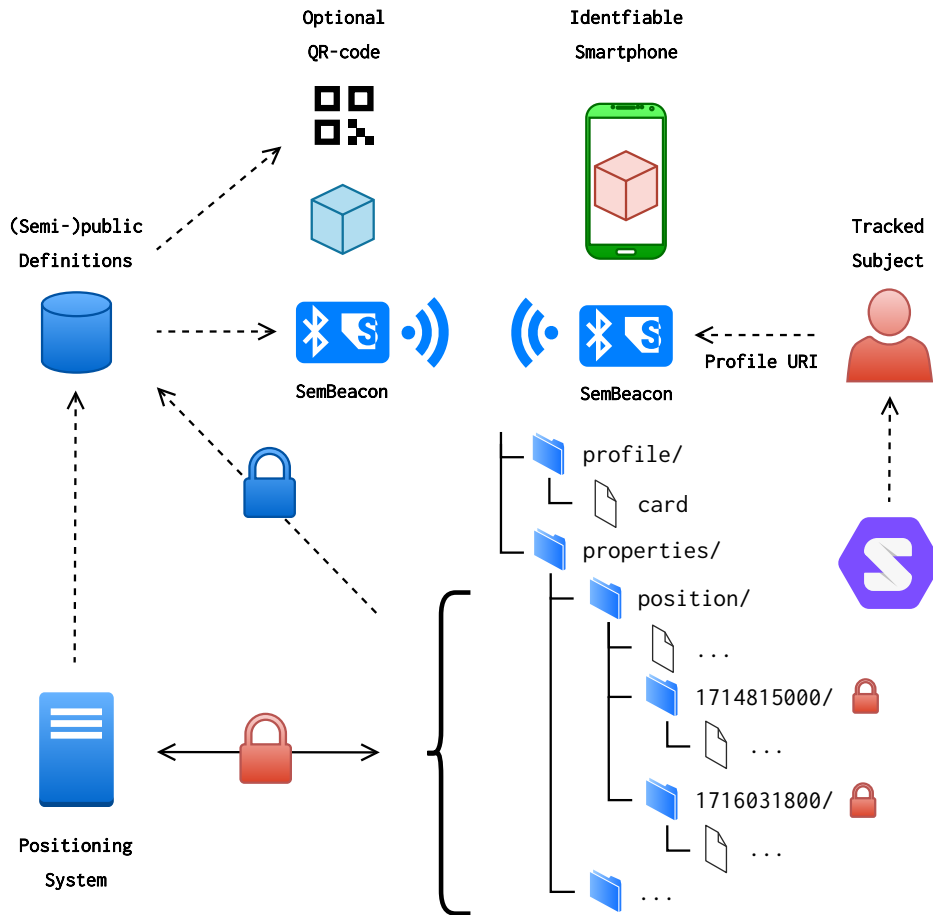 Optional
QR-code
Identfiable
Smartphone
(Semi-)public
Definitions
Tracked
Subject
S
S
SemBeacon
SemBeacon
Profile URI
profile/
card
properties/
position/
...
1714815000/
...
1716031800/
...
...
S
Positioning
System